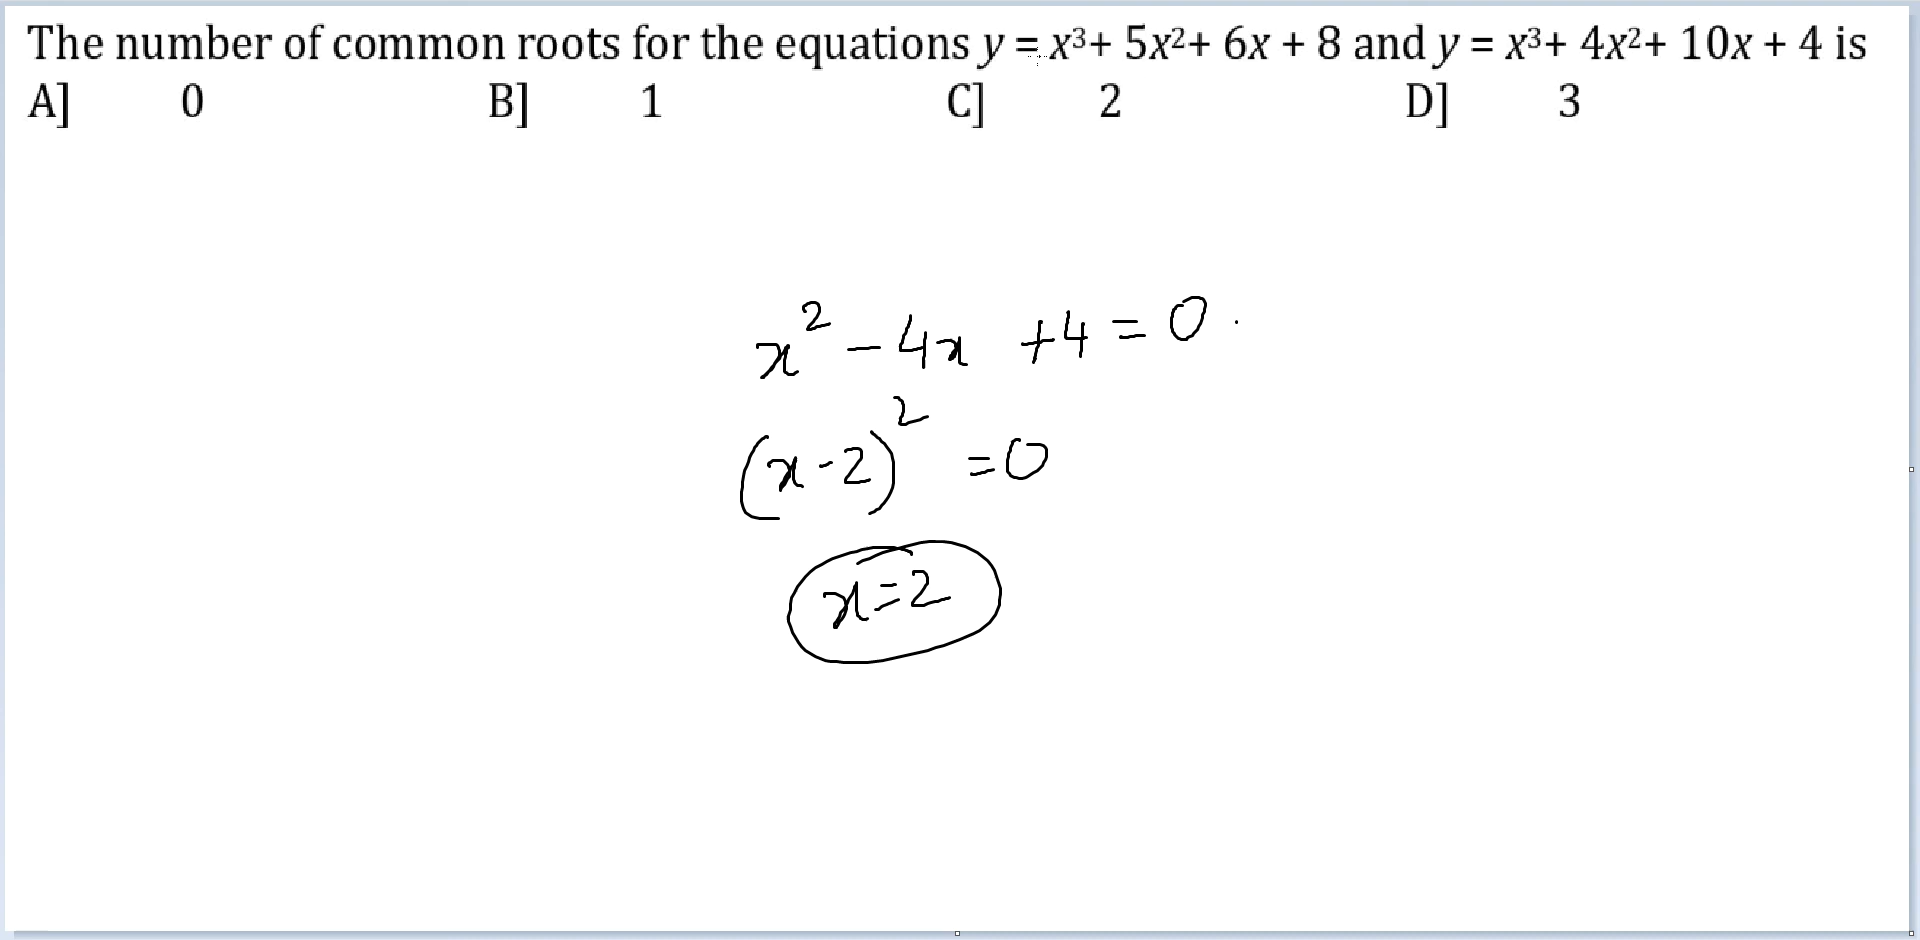 The number of common roots for the equations y = x³+ 5x²+ 6x + 8 and y = x³+ 4x²+ 10x + 4 is
A] 0 B] 1 C] 2 D] 3
x² - 4x + 4 = 0 .
(x - 2)² = 0
x = 2